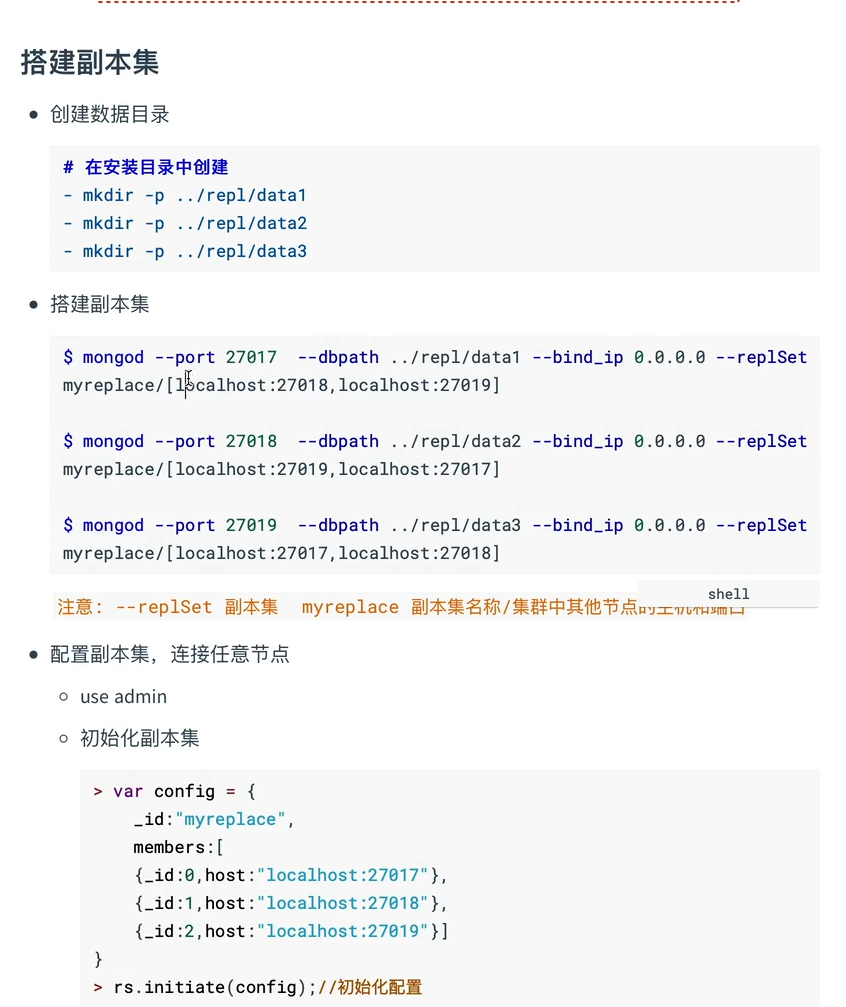 搭建副本集
创建数据目录
# 在安装目录中创建
- mkdir -p ../repl/data1
- mkdir -p ../repl/data2
- mkdir -p ../repl/data3
搭建副本集
$ mongod --port 27017  --dbpath ../repl/data1 --bind_ip 0.0.0.0 --replSet
myreplace/[localhost:27018,localhost:27019]
$ mongod --port 27018  --dbpath ../repl/data2 --bind_ip 0.0.0.0 --replSet
myreplace/[localhost:27019,localhost:27017]
$ mongod --port 27019  --dbpath ../repl/data3 --bind_ip 0.0.0.0 --replSet
myreplace/[localhost:27017,localhost:27018]
shell
注意: --replSet 副本集  myreplace 副本集名称/集群中其他节点的主机和端口
配置副本集，连接任意节点
use admin
初始化副本集
> var config = {
_id:"myreplace",
members:[
{_id:0,host:"localhost:27017"},
{_id:1,host:"localhost:27018"},
{_id:2,host:"localhost:27019"}]
}
> rs.initiate(config);//初始化配置